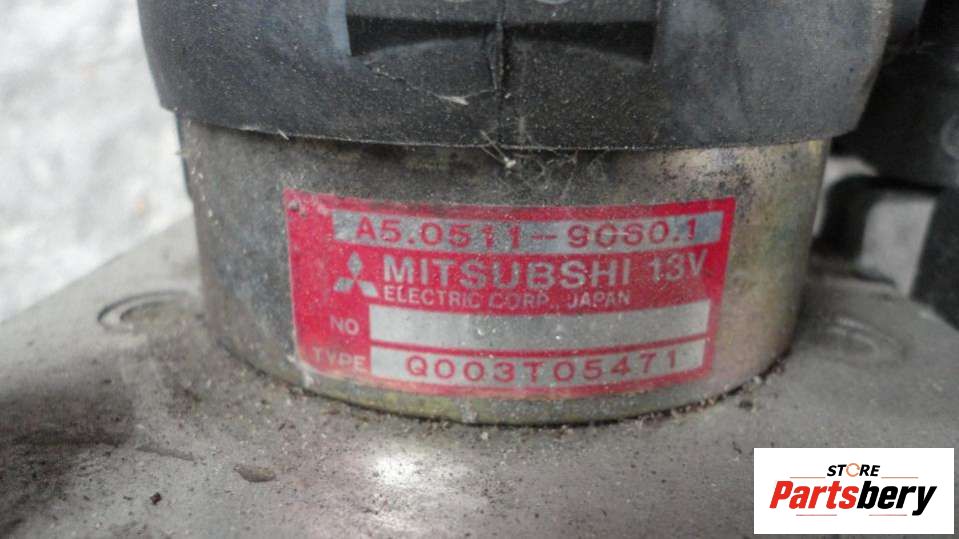 A5.0511-9060.1
MITSUBSHI 13V
ELECTRIC CORP., JAPAN
NO
TYPE Q003T05471
STORE
Partsbery